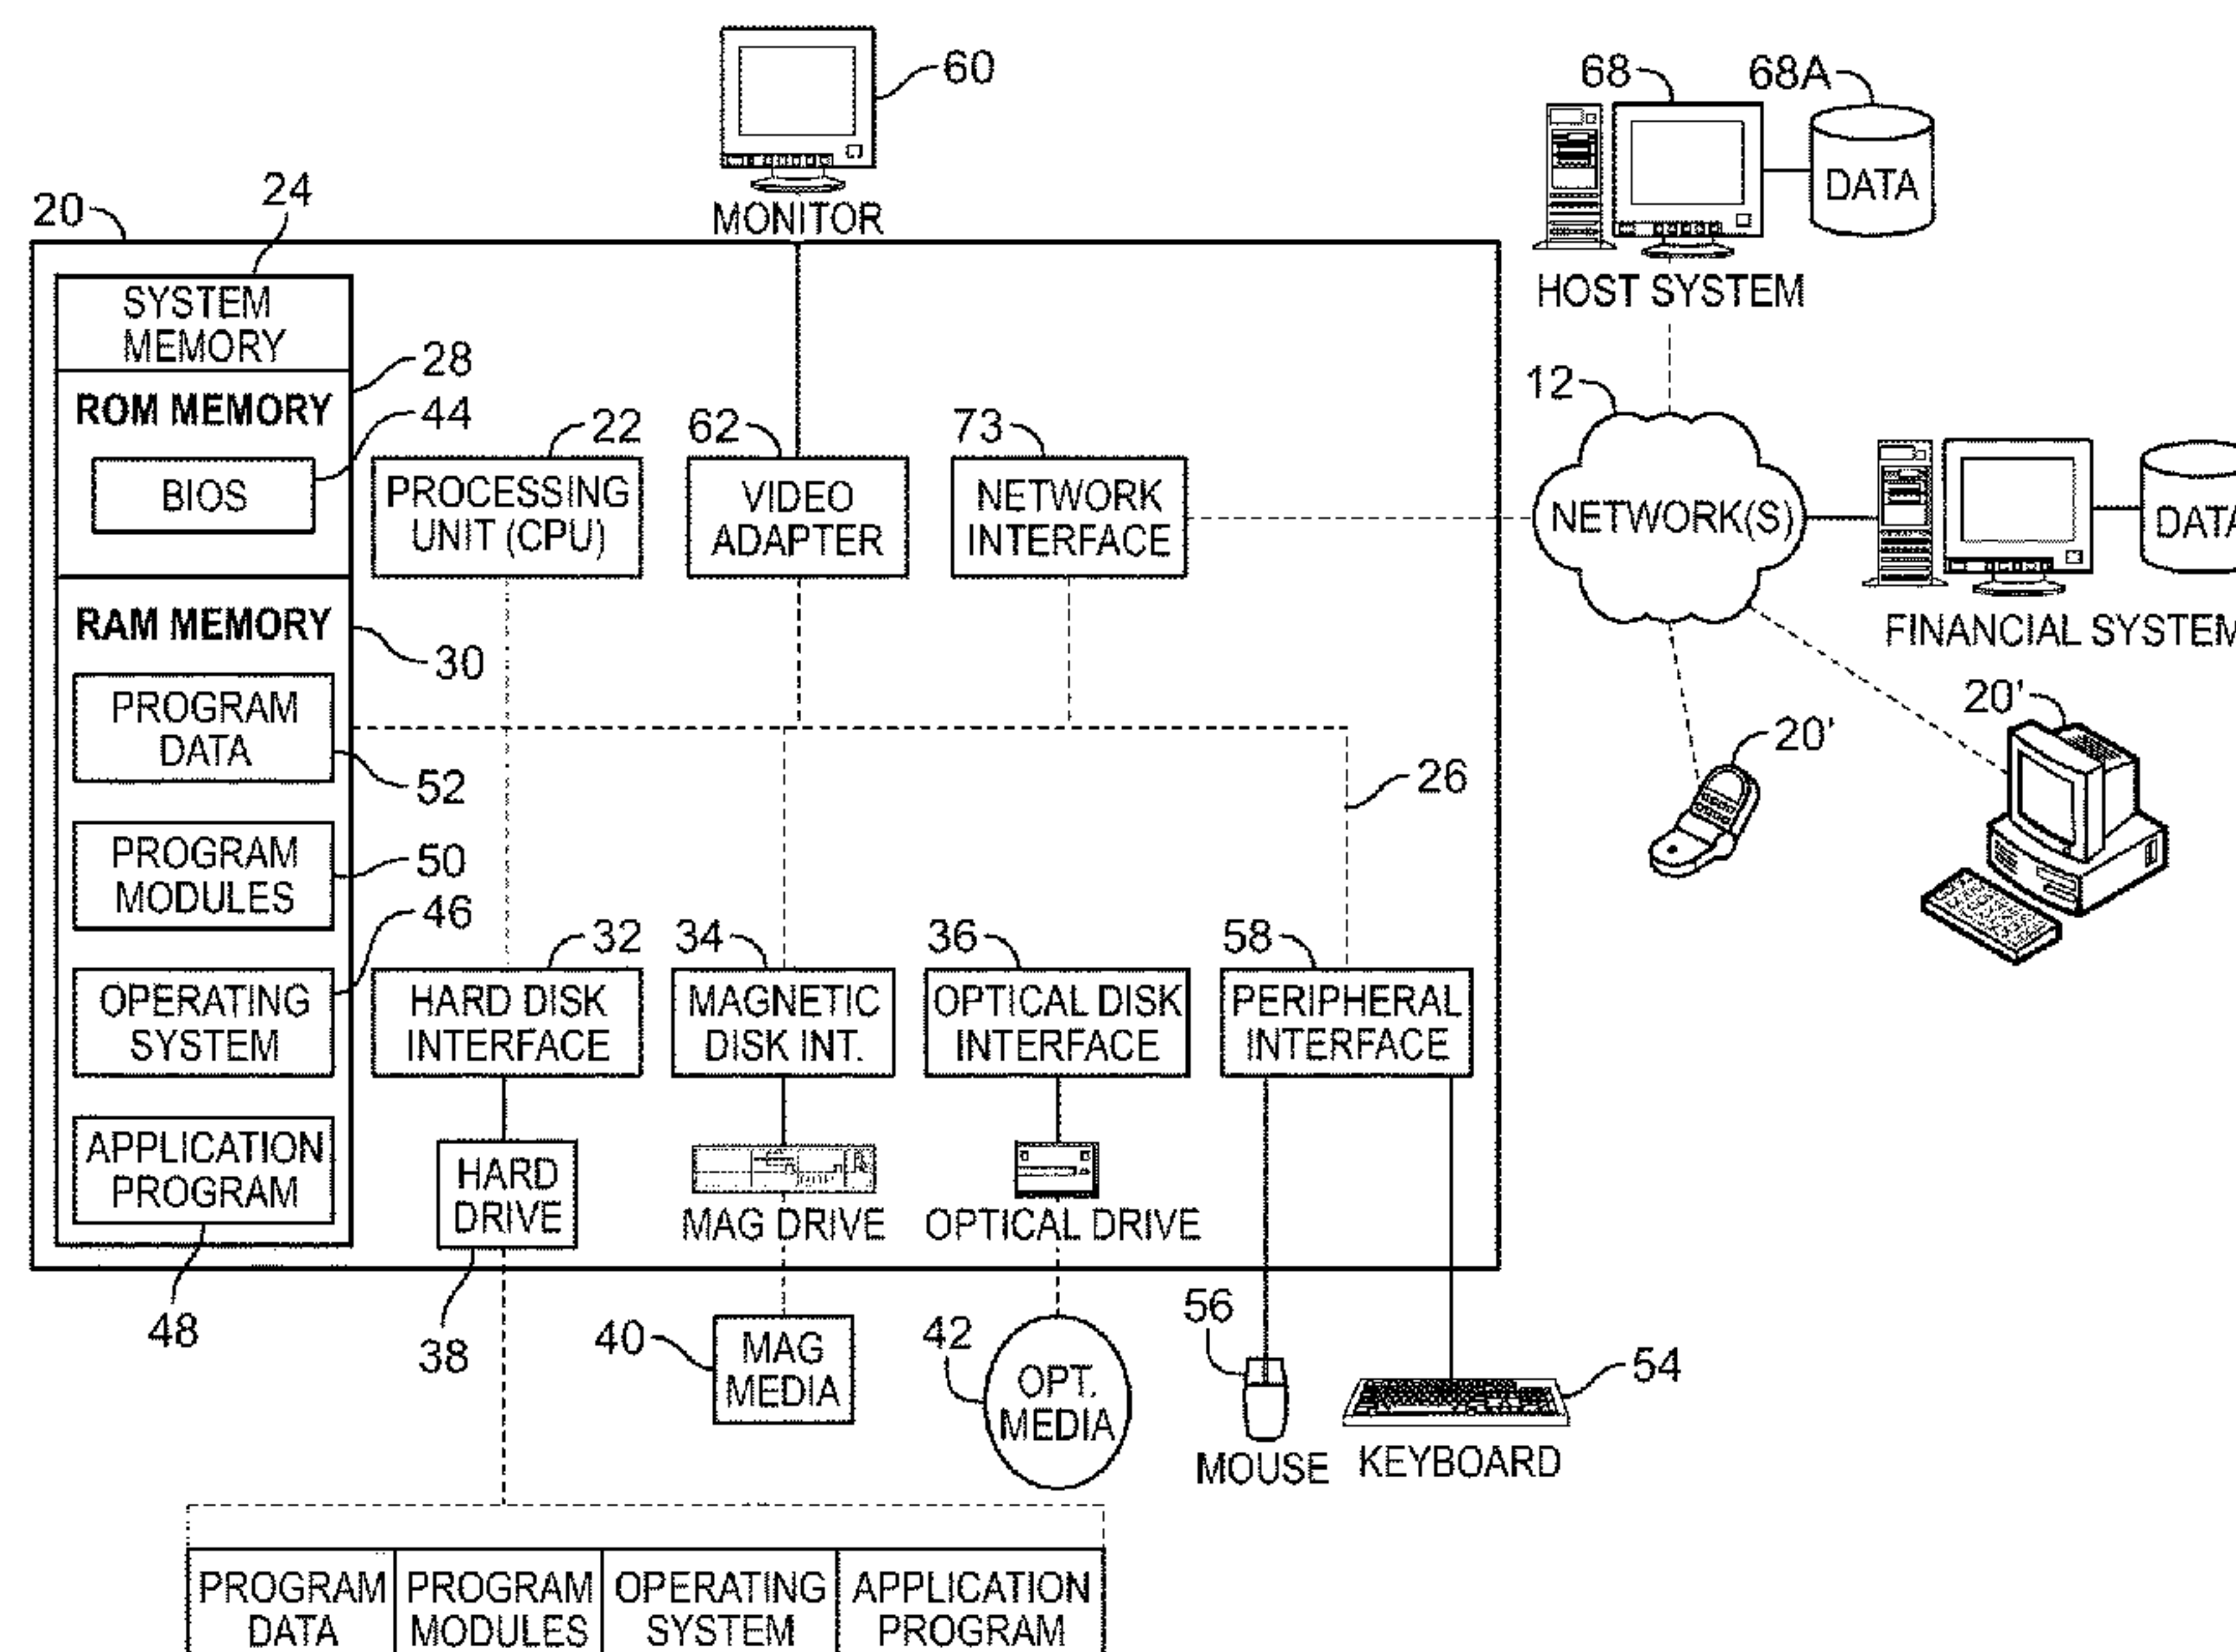 60
MONITOR
68
68A
DATA
HOST SYSTEM
20
24
SYSTEM
MEMORY
28
ROM MEMORY
44
BIOS
22
PROCESSING
UNIT (CPU)
62
VIDEO
ADAPTER
73
NETWORK
INTERFACE
12
NETWORK(S)
DATA
FINANCIAL SYSTEM
RAM MEMORY
30
PROGRAM
DATA
52
PROGRAM
MODULES
50
46
OPERATING
SYSTEM
APPLICATION
PROGRAM
48
26
20'
20'
32
HARD DISK
INTERFACE
34
MAGNETIC
DISK INT.
36
OPTICAL DISK
INTERFACE
58
PERIPHERAL
INTERFACE
HARD
DRIVE
38
MAG DRIVE
OPTICAL DRIVE
40
MAG
MEDIA
42
OPT.
MEDIA
56
MOUSE
54
KEYBOARD
PROGRAM
DATA
PROGRAM
MODULES
OPERATING
SYSTEM
APPLICATION
PROGRAM